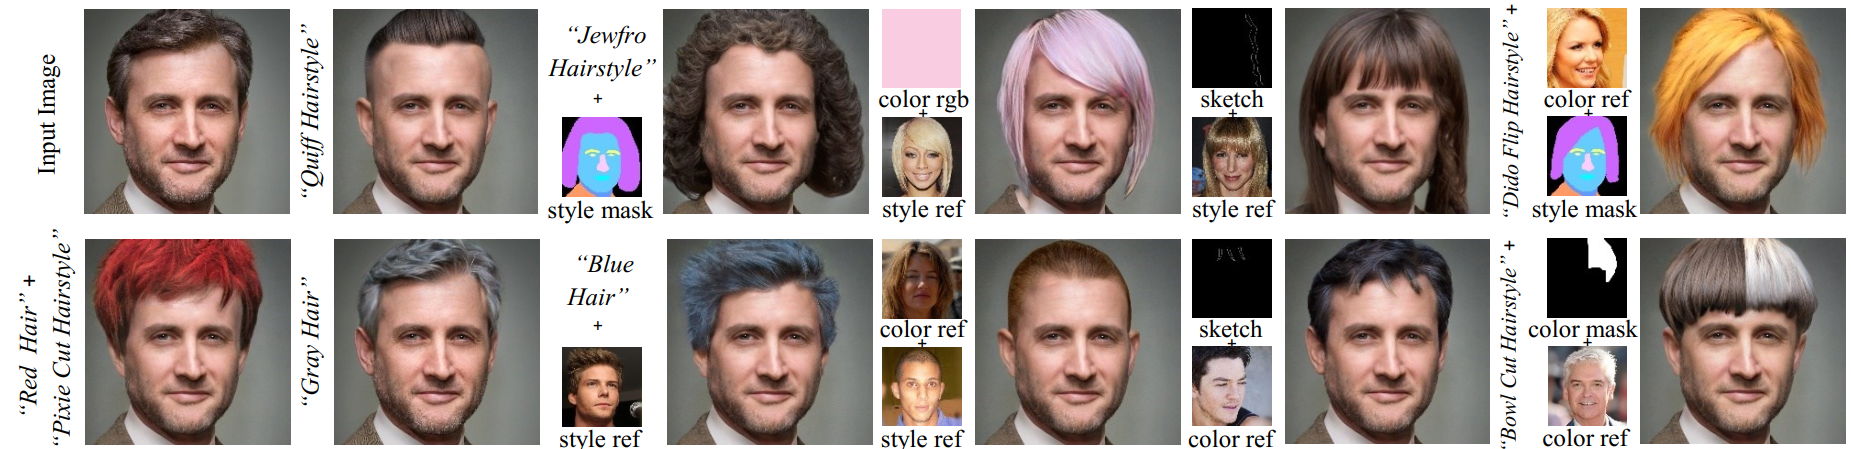 Input Image
“Quiff Hairstyle”
“Jewfro
Hairstyle”
+
style mask
color rgb
+
style ref
sketch
+
style ref
“Dido Flip Hairstyle” +
color ref
+
style mask
“Red Hair” +
“Pixie Cut Hairstyle”
“Gray Hair”
“Blue
Hair”
+
style ref
color ref
+
style ref
sketch
+
color ref
“Bowl Cut Hairstyle” +
color mask
+
color ref